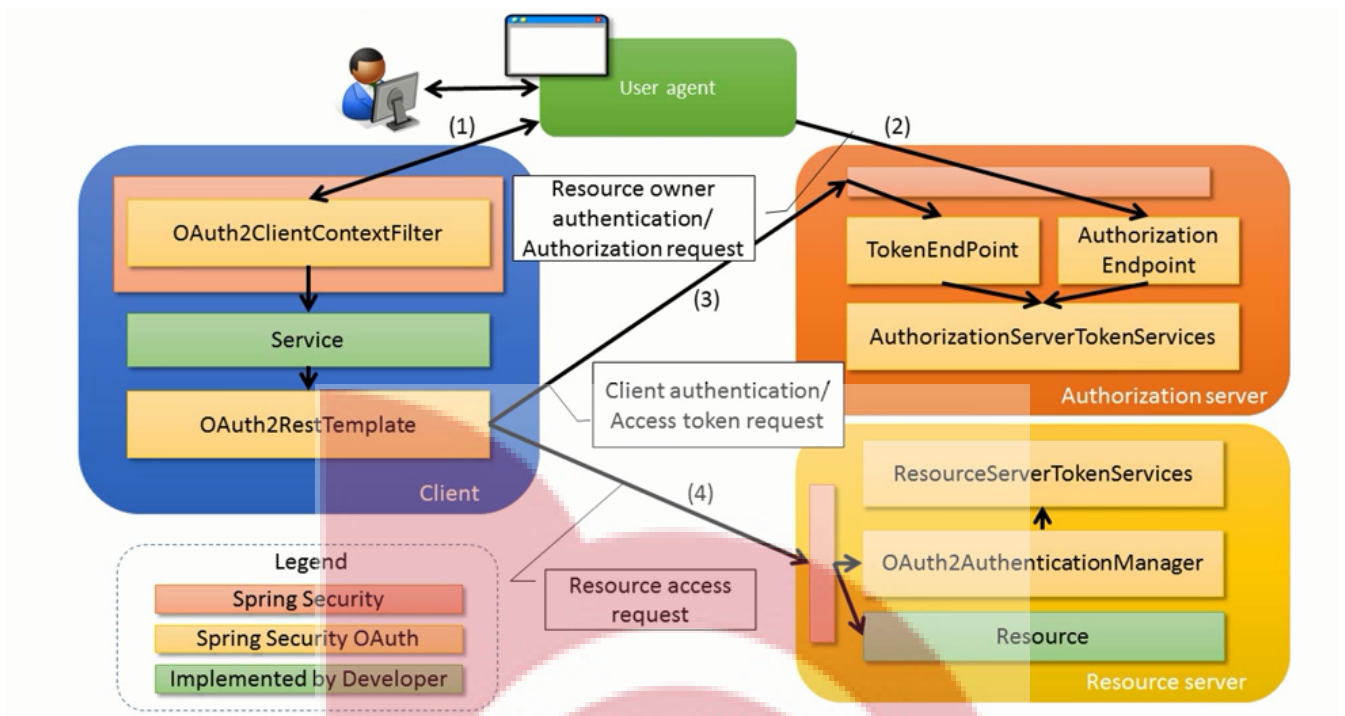 User agent
(1)
(2)
OAuth2ClientContextFilter
Service
OAuth2RestTemplate
Client
Resource owner
authentication/
Authorization request
(3)
TokenEndPoint
Authorization
Endpoint
AuthorizationServerTokenServices
Authorization server
Client authentication/
Access token request
(4)
ResourceServerTokenServices
OAuth2AuthenticationManager
Resource
Resource server
Resource access
request
Legend
Spring Security
Spring Security OAuth
Implemented by Developer